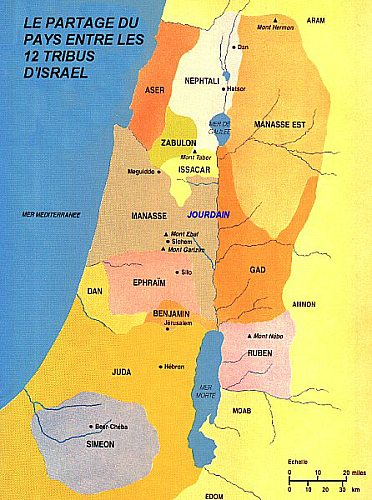 LE PARTAGE DU
PAYS ENTRE LES
12 TRIBUS
D'ISRAEL
Mont Hermon
ARAM
Dan
NEPHTALI
Hatsor
ASER
MER DE
GALILEE
MANASSE EST
ZABULON
Mont Tabor
ISSACAR
Meguiddo
MER MEDITERRANEE
MANASSE
JOURDAIN
Mont Ebal
Sichem
Mont Garizim
Silo
GAD
EPHRAÏM
DAN
AMNON
BENJAMIN
Jérusalem
Mont Nébo
RUBEN
JUDA
Hébron
MER
MORTE
MOAB
Beer-Chéba
SIMEON
EDOM
Echelle
0 10 20 miles
0 10 20 30 km